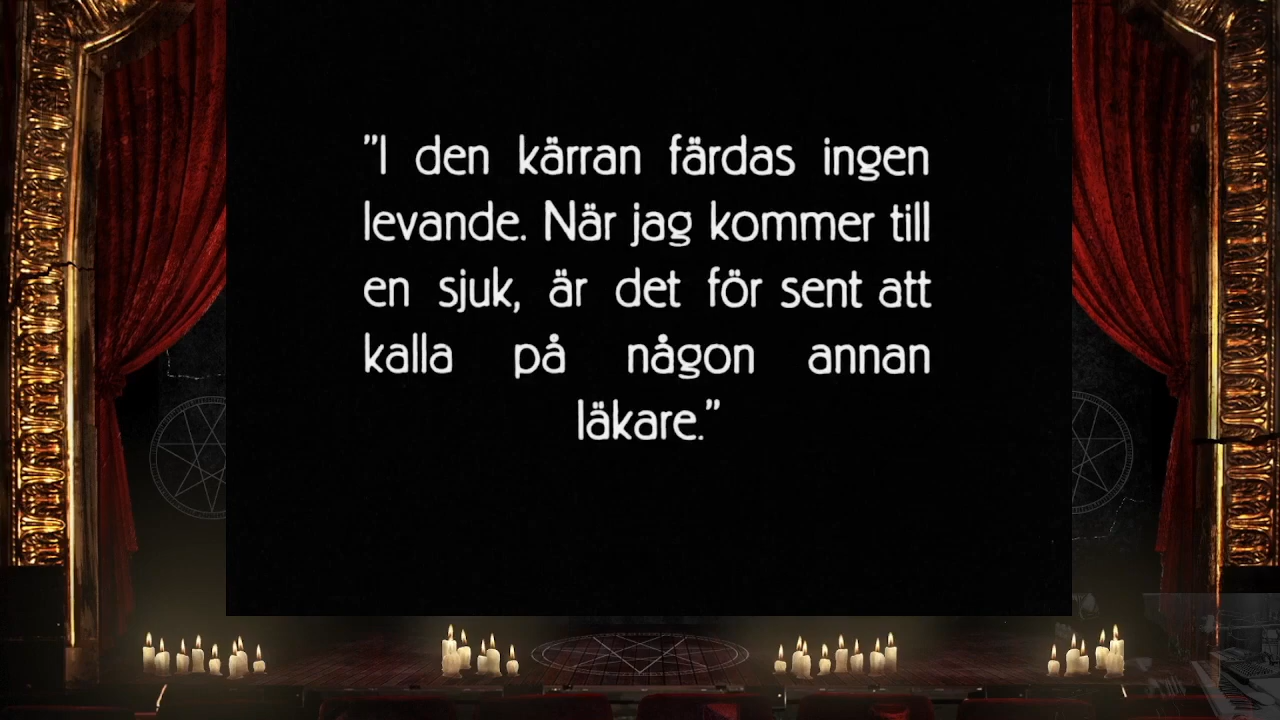 ”I den kärran färdas ingen
levande. När jag kommer till
en sjuk, är det för sent att
kalla på någon annan
läkare.”